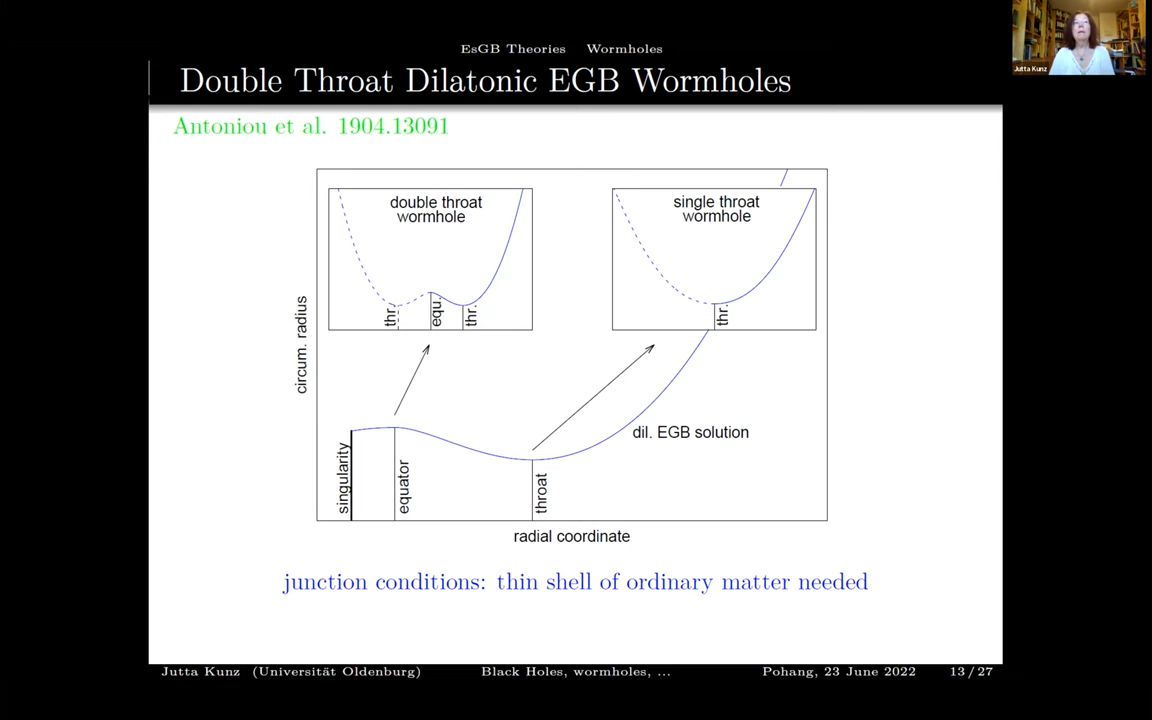 EsGB Theories Wormholes
Double Throat Dilatonic EGB Wormholes
Jutta Kunz
Antoniou et al. 1904.13091
double throat
wormhole
single throat
wormhole
thr.
equ.
thr.
thr.
circum. radius
dil. EGB solution
singularity
equator
throat
radial coordinate
junction conditions: thin shell of ordinary matter needed
Jutta Kunz (Universität Oldenburg) Black Holes, wormholes, ... Pohang, 23 June 2022 13/27